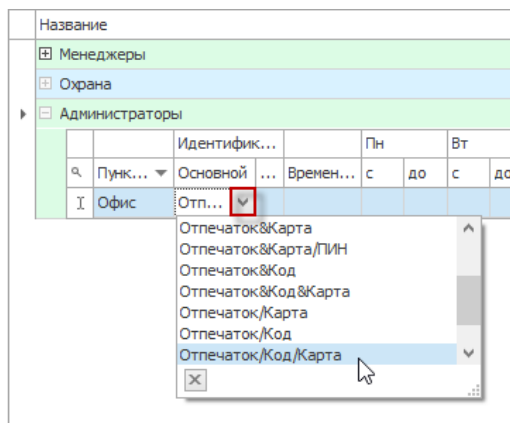 Название
Менеджеры
Охрана
Администраторы
Идентифик... Пн Вт
Пунк... Основной ... Времен... с до с до
Офис Отп...
Отпечаток&Карта
Отпечаток&Карта/ПИН
Отпечаток&Код
Отпечаток&Код&Карта
Отпечаток/Карта
Отпечаток/Код
Отпечаток/Код/Карта